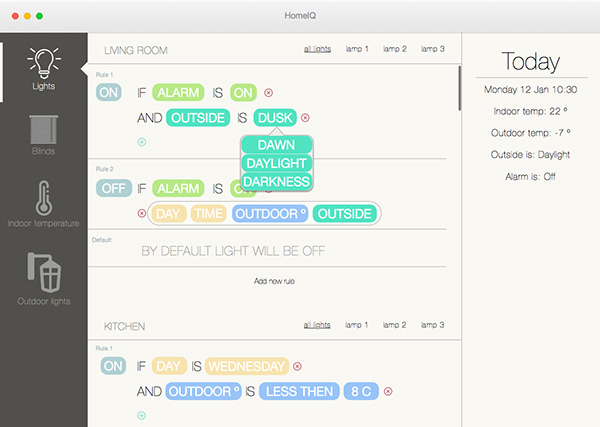 HomeIQ
Lights
Blinds
Indoor temperature
Outdoor lights
LIVING ROOM all lights lamp 1 lamp 2 lamp 3
Rule 1
ON IF ALARM IS ON
AND OUTSIDE IS DUSK
DAWN
DAYLIGHT
DARKNESS
Rule 2
OFF IF ALARM IS
DAY TIME OUTDOOR º OUTSIDE
Default:
BY DEFAULT LIGHT WILL BE OFF
Add new rule
KITCHEN all lights lamp 1 lamp 2 lamp 3
Rule 1
ON IF DAY IS WEDNESDAY
AND OUTDOOR º IS LESS THEN 8 C
Today
Monday 12 Jan 10:30
Indoor temp: 22 º
Outdoor temp: -7 º
Outside is: Daylight
Alarm is: Off